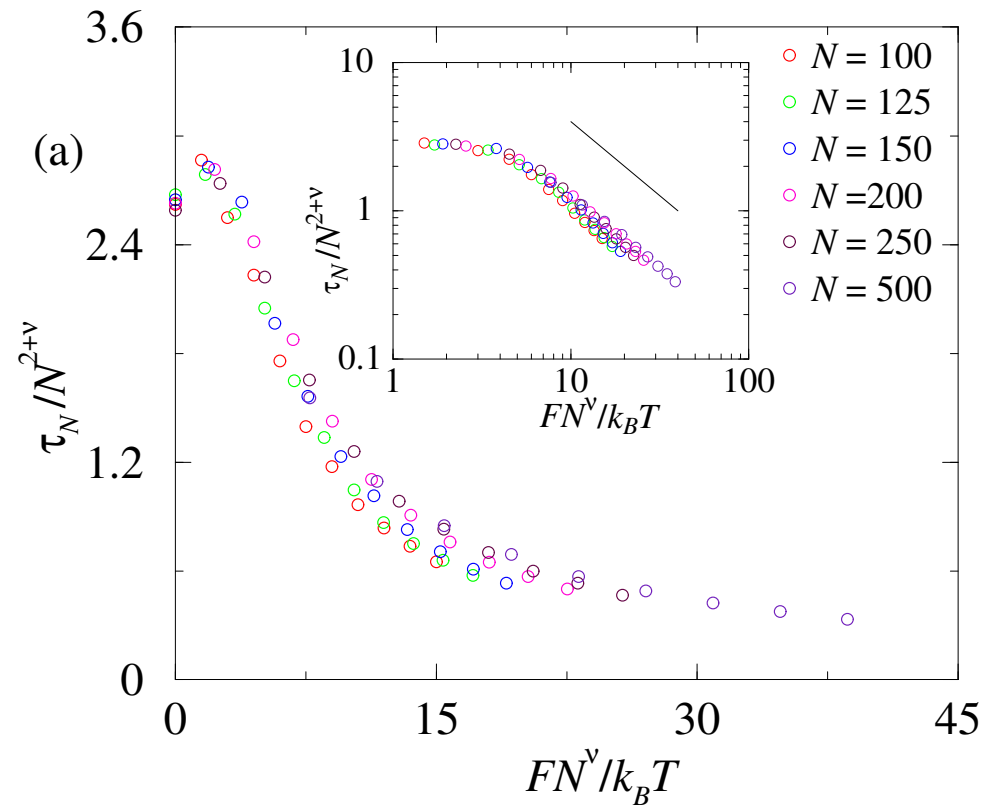 (a)
3.6
2.4
1.2
0
0 15 30 45
τ_N/N^{2+ν}
FN^ν/k_BT
10
1
0.1
1 10 100
τ_N/N^{2+ν}
FN^ν/k_BT
N = 100
N = 125
N = 150
N =200
N = 250
N = 500